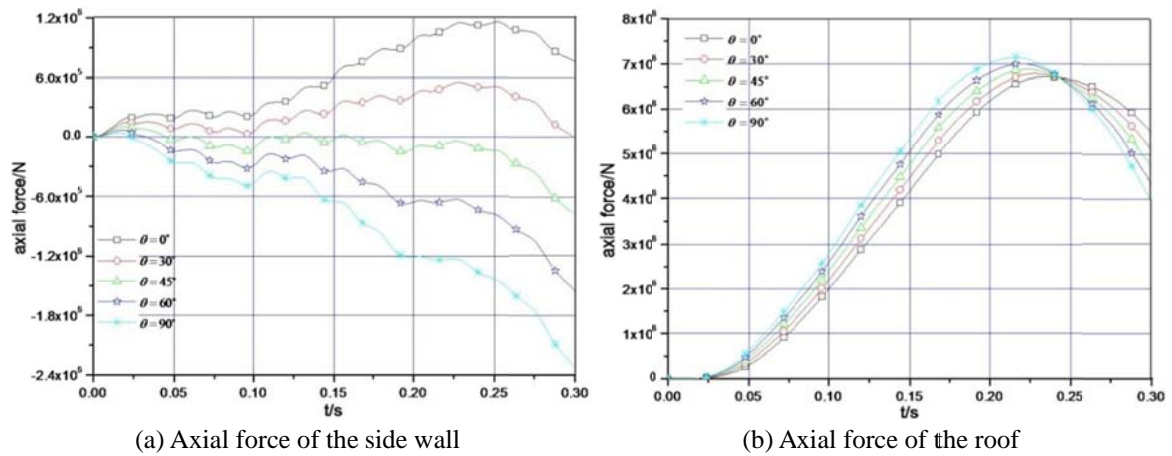 1.2x10⁶
6.0x10⁵
0.0
-6.0x10⁵
-1.2x10⁶
-1.8x10⁶
-2.4x10⁶
axial force/N
θ = 0°
θ = 30°
θ = 45°
θ = 60°
θ = 90°
0.00 0.05 0.10 0.15 0.20 0.25 0.30
t/s
(a) Axial force of the side wall
8x10⁶
7x10⁶
6x10⁶
5x10⁶
4x10⁶
3x10⁶
2x10⁶
1x10⁶
0
axial force/N
θ = 0°
θ = 30°
θ = 45°
θ = 60°
θ = 90°
0.00 0.05 0.10 0.15 0.20 0.25 0.30
t/s
(b) Axial force of the roof